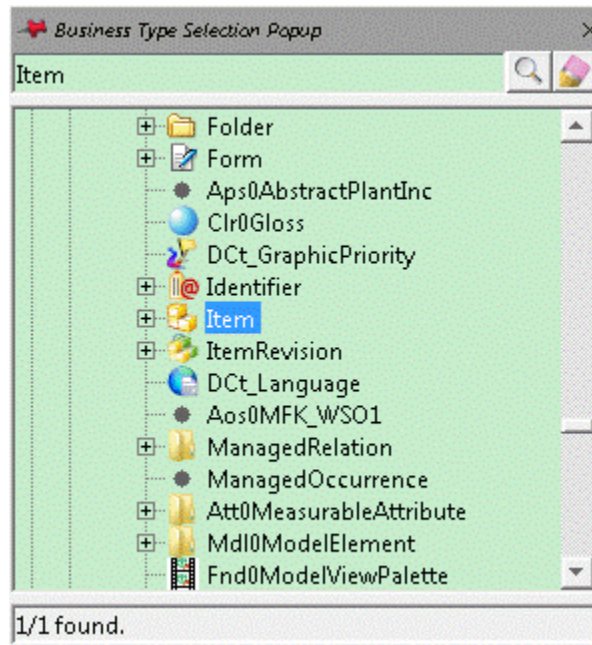 Business Type Selection Popup
Item
Folder
Form
Aps0AbstractPlantInc
Clr0Gloss
DCt_GraphicPriority
Identifier
Item
ItemRevision
DCt_Language
Aos0MFK_WSO1
ManagedRelation
ManagedOccurrence
Att0MeasurableAttribute
Mdl0ModelElement
Fnd0ModelViewPalette
1/1 found.